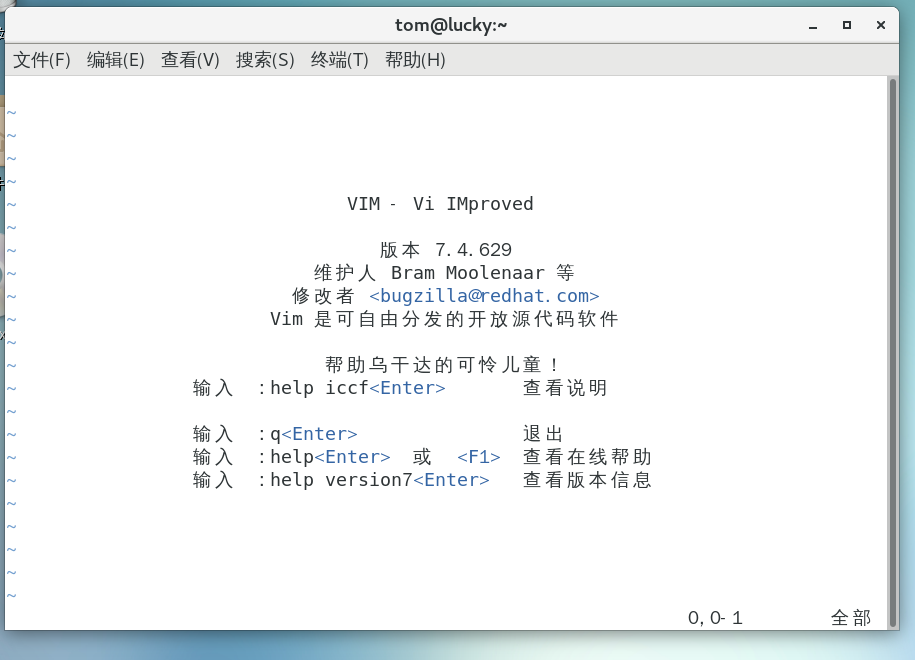 tom@lucky:~
文件(F) 编辑(E) 查看(V) 搜索(S) 终端(T) 帮助(H)
~
~
~
~
~ VIM - Vi IMproved
~
~ 版本 7.4.629
~ 维护人 Bram Moolenaar 等
~ 修改者 <bugzilla@redhat.com>
~ Vim 是可自由分发的开放源代码软件
~
~ 帮助乌干达的可怜儿童！
~ 输入 :help iccf<Enter> 查看说明
~
~ 输入 :q<Enter> 退出
~ 输入 :help<Enter> 或 <F1> 查看在线帮助
~ 输入 :help version7<Enter> 查看版本信息
~
~
~
~
~
0,0-1 全部